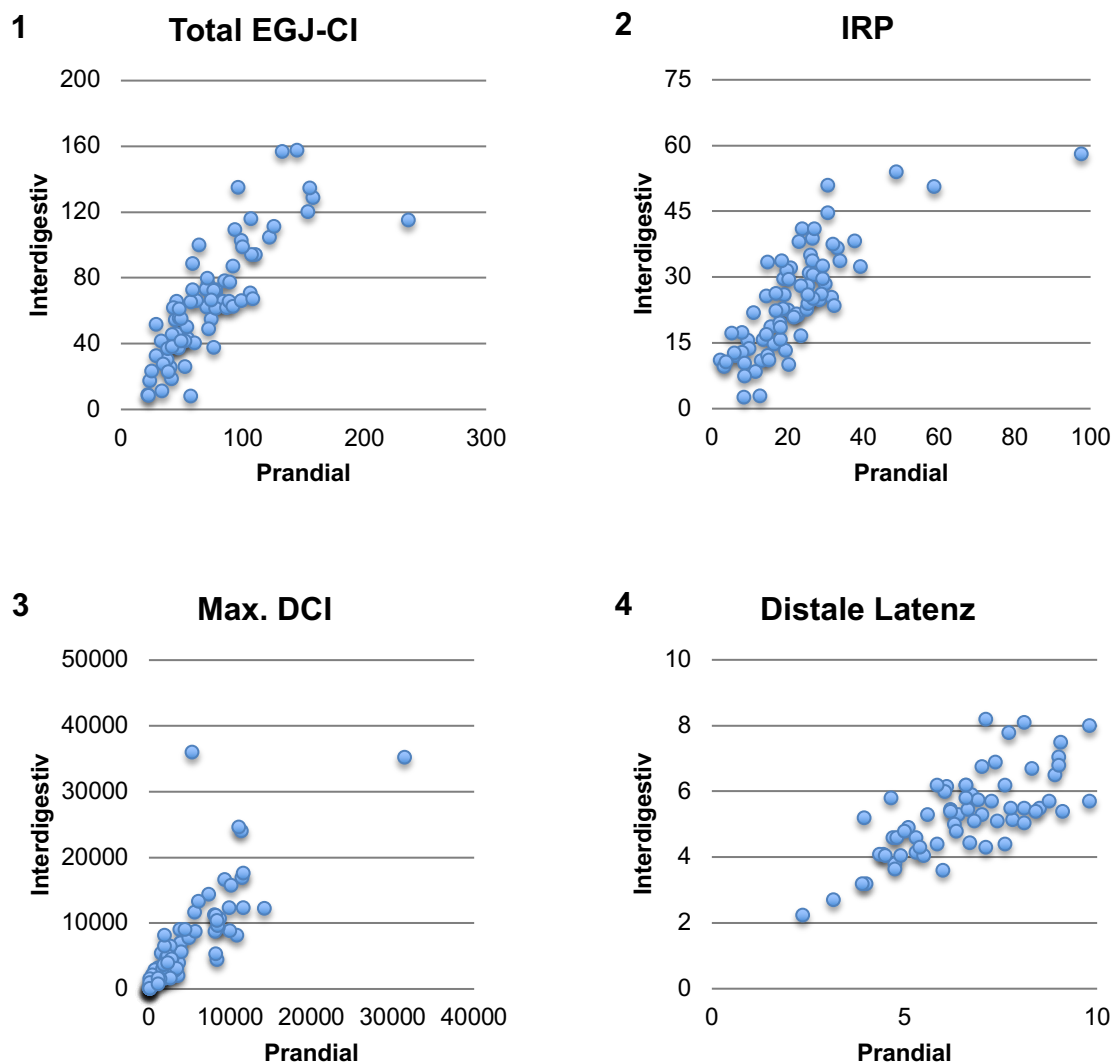 1 Total EGJ-CI
Interdigestiv
200
160
120
80
40
0
0 100 200 300
Prandial
2 IRP
Interdigestiv
75
60
45
30
15
0
0 20 40 60 80 100
Prandial
3 Max. DCI
Interdigestiv
50000
40000
30000
20000
10000
0
0 10000 20000 30000 40000
Prandial
4 Distale Latenz
Interdigestiv
10
8
6
4
2
0
0 5 10
Prandial